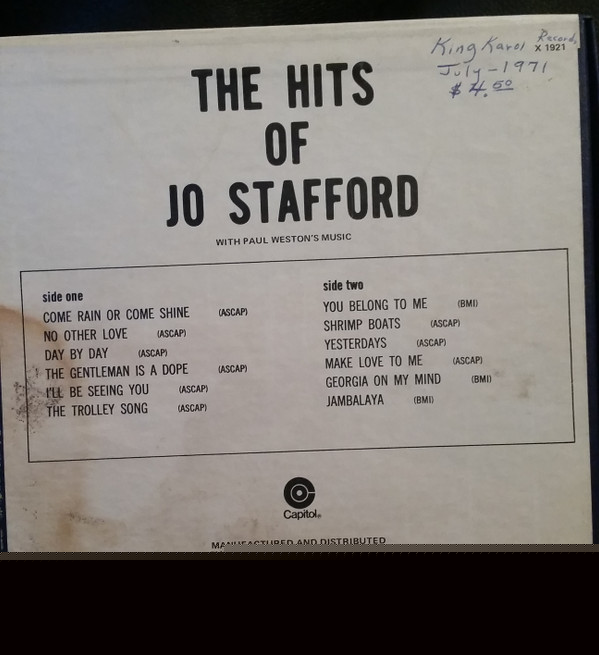 King Karol Records
X 1921
July - 1971
$ 4.50
THE HITS
OF
JO STAFFORD
WITH PAUL WESTON'S MUSIC
side one
COME RAIN OR COME SHINE (ASCAP)
NO OTHER LOVE (ASCAP)
DAY BY DAY (ASCAP)
THE GENTLEMAN IS A DOPE (ASCAP)
I'LL BE SEEING YOU (ASCAP)
THE TROLLEY SONG (ASCAP)
side two
YOU BELONG TO ME (BMI)
SHRIMP BOATS (ASCAP)
YESTERDAYS (ASCAP)
MAKE LOVE TO ME (ASCAP)
GEORGIA ON MY MIND (BMI)
JAMBALAYA (BMI)
Capitol®
MANUFACTURED AND DISTRIBUTED